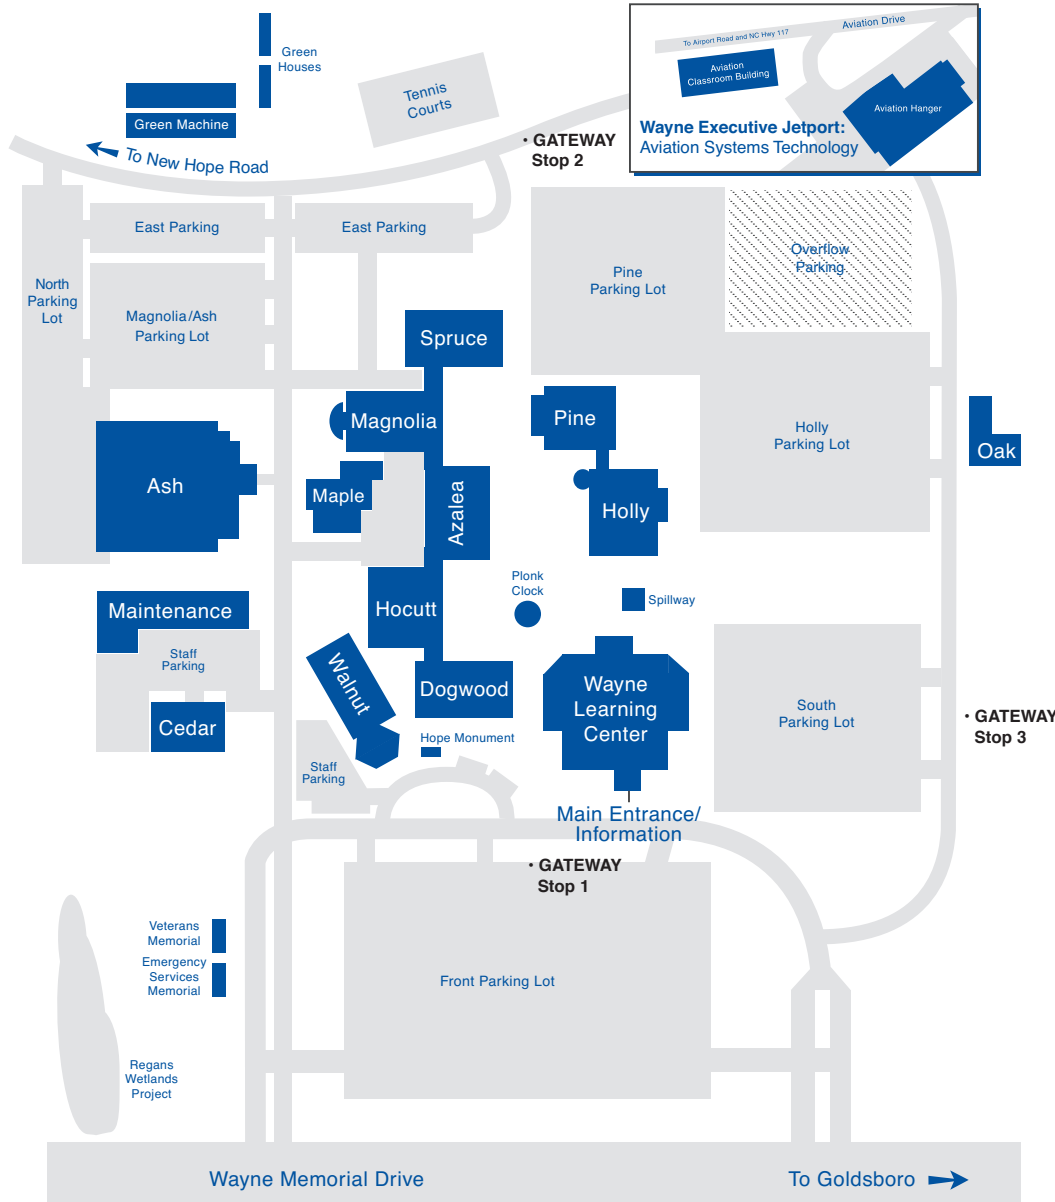 Green
Houses
Green Machine
To New Hope Road
Tennis
Courts
• GATEWAY
Stop 2
To Airport Road and NC Hwy 117
Aviation Drive
Aviation
Classroom Building
Aviation Hanger
Wayne Executive Jetport:
Aviation Systems Technology
East Parking
East Parking
North
Parking
Lot
Magnolia/Ash
Parking Lot
Pine
Parking Lot
Overflow
Parking
Spruce
Magnolia
Pine
Holly
Parking Lot
Oak
Ash
Maple
Azalea
Holly
Plonk
Clock
Spillway
Maintenance
Hocutt
Staff
Parking
Walnut
Dogwood
Wayne
Learning
Center
South
Parking Lot
• GATEWAY
Stop 3
Cedar
Hope Monument
Staff
Parking
Main Entrance/
Information
• GATEWAY
Stop 1
Veterans
Memorial
Emergency
Services
Memorial
Front Parking Lot
Regans
Wetlands
Project
Wayne Memorial Drive
To Goldsboro